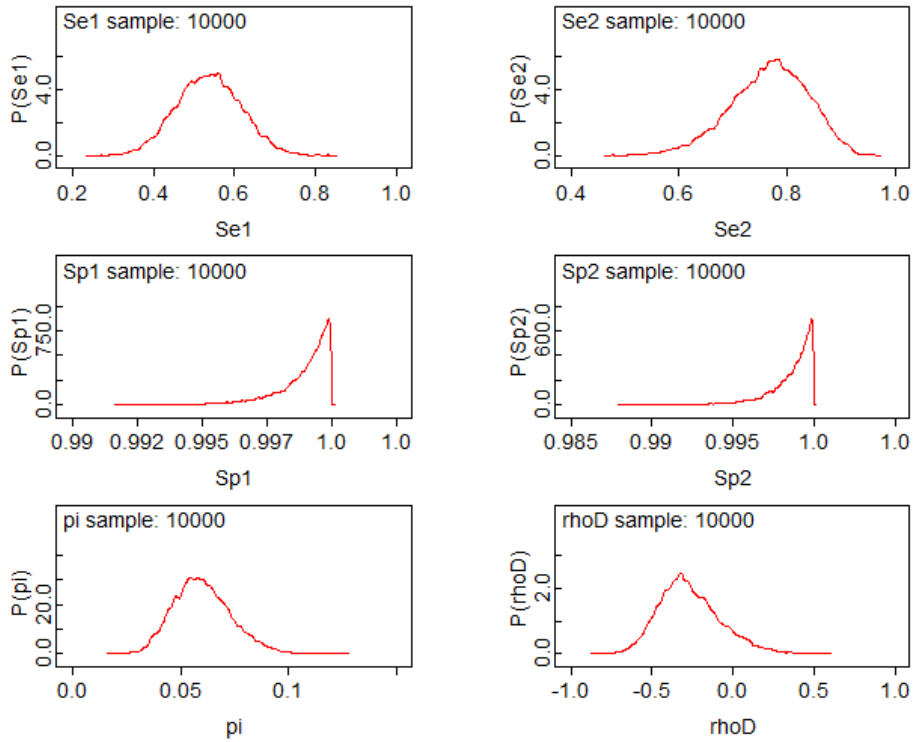 Se1 sample: 10000
P(Se1)
0.0 4.0
0.2 0.4 0.6 0.8 1.0
Se1
Se2 sample: 10000
P(Se2)
0.0 4.0
0.4 0.6 0.8 1.0
Se2
Sp1 sample: 10000
P(Sp1)
0.0 750.0
0.99 0.992 0.995 0.997 1.0 1.0
Sp1
Sp2 sample: 10000
P(Sp2)
0.0 600.0
0.985 0.99 0.995 1.0 1.0
Sp2
pi sample: 10000
P(pi)
0.0 20.0
0.0 0.05 0.1
pi
rhoD sample: 10000
P(rhoD)
0.0 2.0
-1.0 -0.5 0.0 0.5 1.0
rhoD